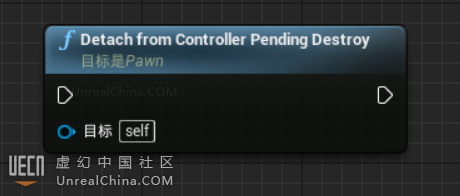 Detach from Controller Pending Destroy
目标是Pawn
UnrealChina.COM
目标 self
UECN 虚幻中国社区
UnrealChina.COM